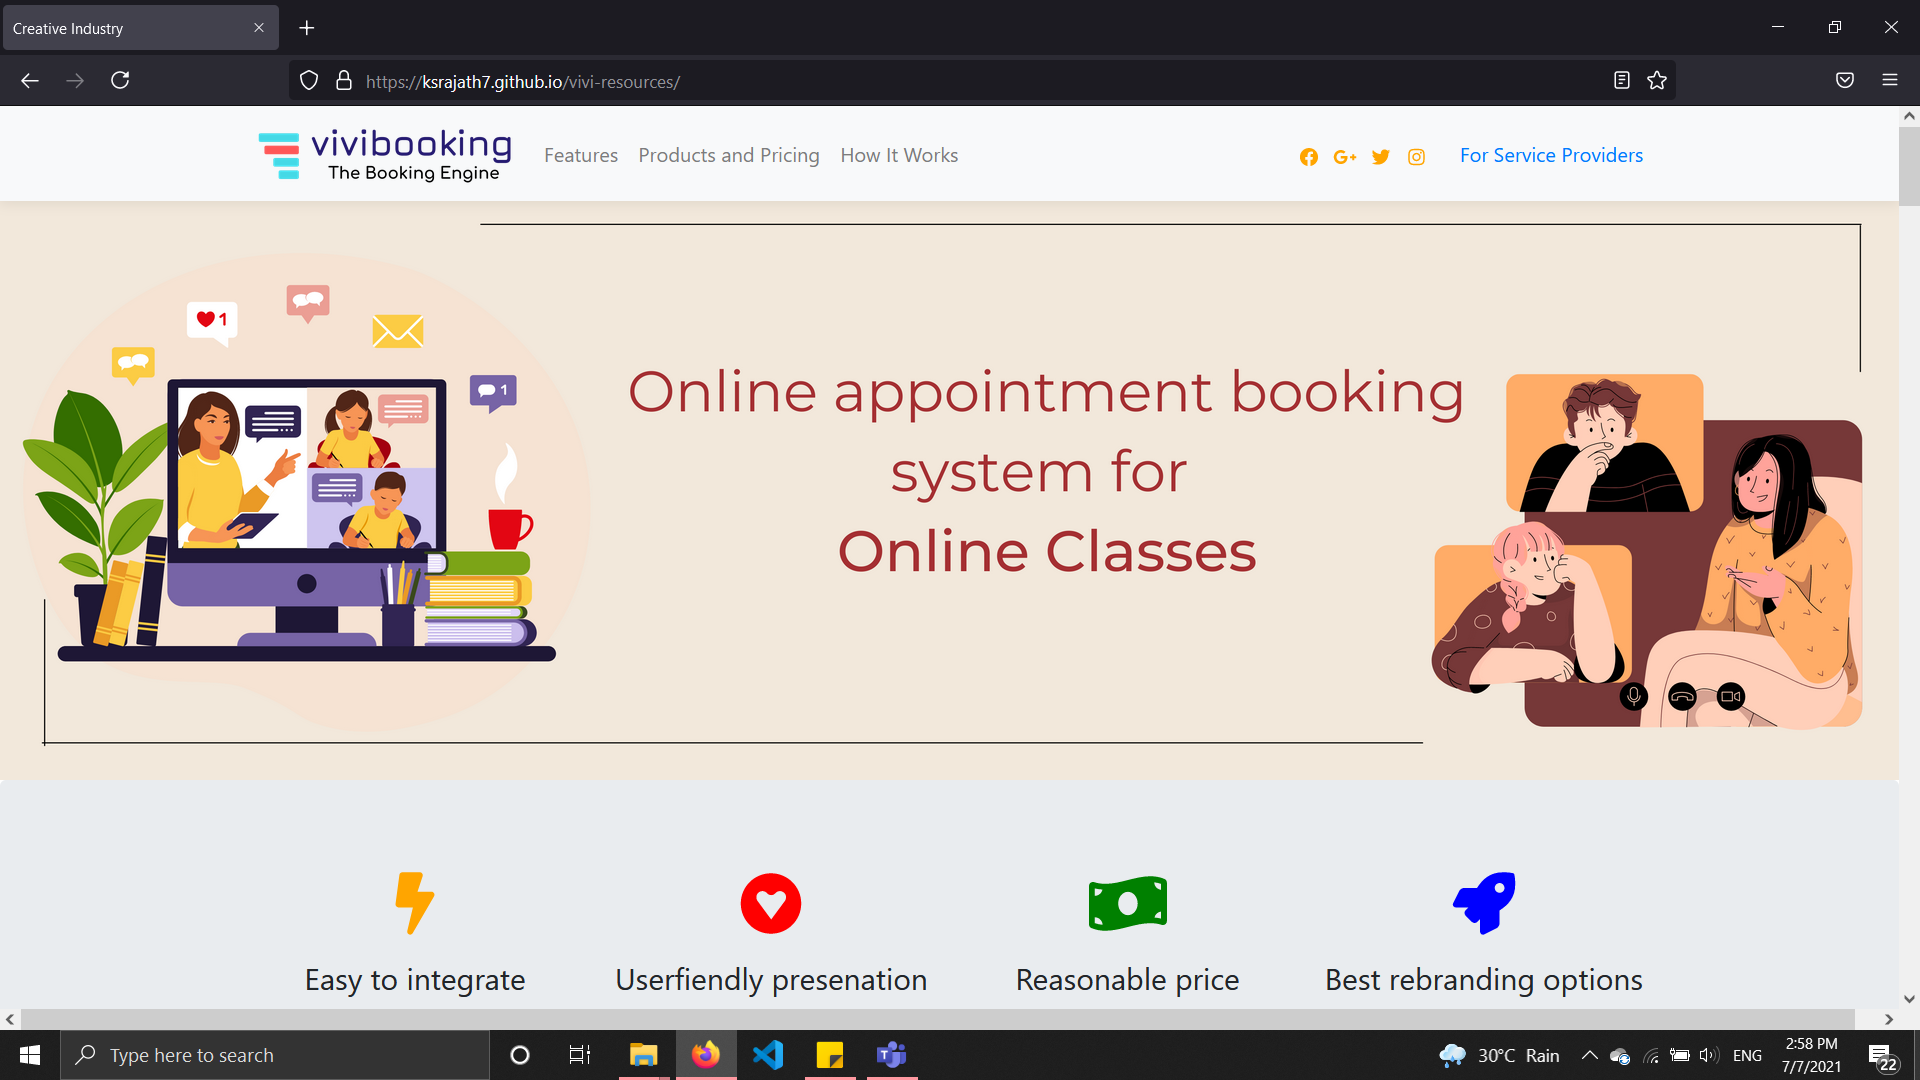 Creative Industry
https://ksrajath7.github.io/vivi-resources/
vivibooking
The Booking Engine
Features Products and Pricing How It Works
G+
For Service Providers
1
1
Online appointment booking
system for
Online Classes
Easy to integrate
Userfiendly presenation
Reasonable price
Best rebranding options
Type here to search
T
30°C Rain
ENG
2:58 PM
7/7/2021
22